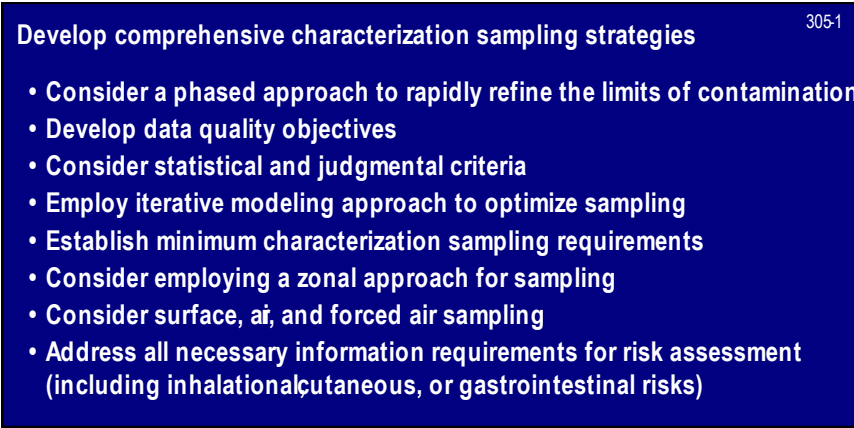 305-1
Develop comprehensive characterization sampling strategies
• Consider a phased approach to rapidly refine the limits of contamination
• Develop data quality objectives
• Consider statistical and judgmental criteria
• Employ iterative modeling approach to optimize sampling
• Establish minimum characterization sampling requirements
• Consider employing a zonal approach for sampling
• Consider surface, air, and forced air sampling
• Address all necessary information requirements for risk assessment
(including inhalational,cutaneous, or gastrointestinal risks)